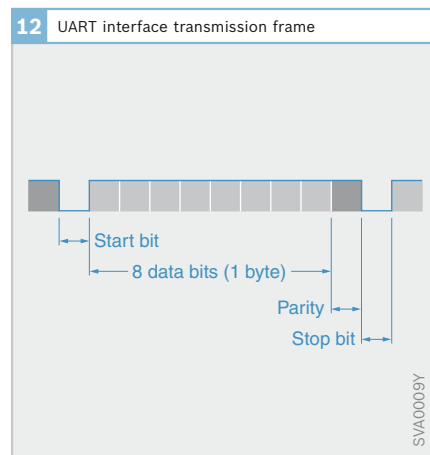 12 UART interface transmission frame
Start bit
8 data bits (1 byte)
Parity
Stop bit
SVA0009Y